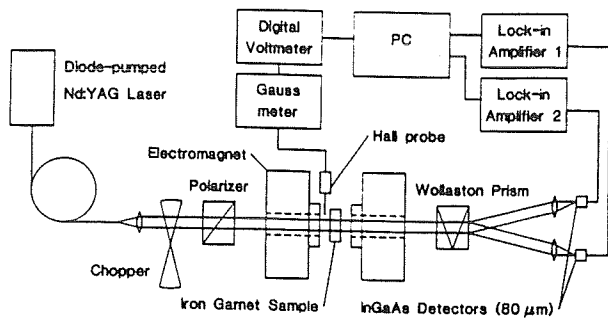 Diode-pumped
Nd:YAG Laser
Digital
Voltmeter
PC
Lock-in
Amplifier 1
Gauss
meter
Lock-in
Amplifier 2
Hall probe
Electromagnet
Polarizer
Wollaston Prism
Chopper
Iron Garnet Sample
InGaAs Detectors (80 μm)